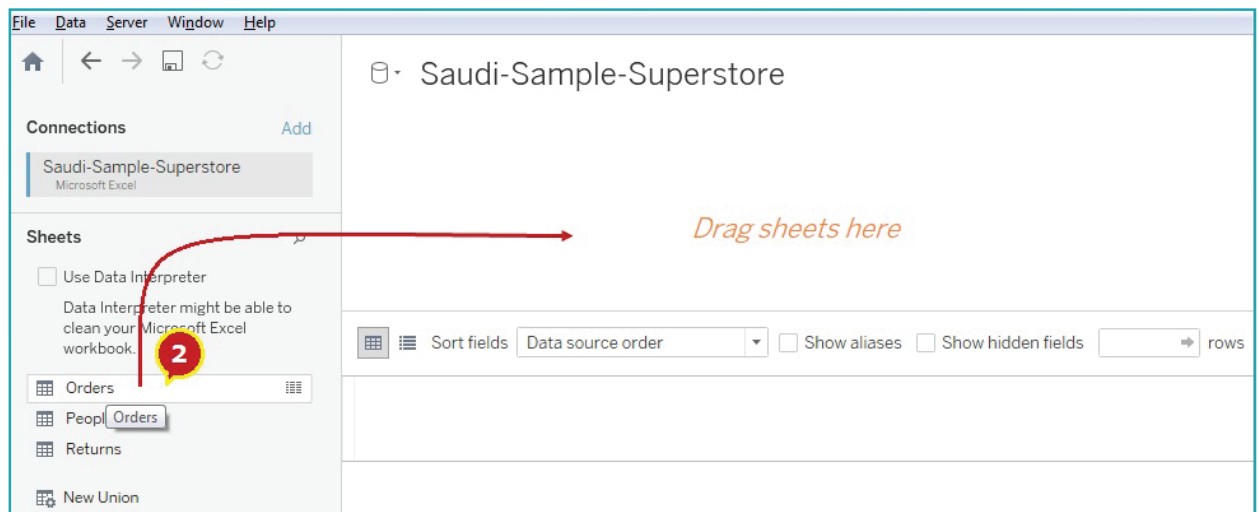 File Data Server Window Help
Saudi-Sample-Superstore
Connections Add
Saudi-Sample-Superstore
Microsoft Excel
Drag sheets here
Sheets
Use Data Interpreter
Data Interpreter might be able to
clean your Microsoft Excel
workbook.
2
Sort fields Data source order Show aliases Show hidden fields rows
Orders
People
Orders
Returns
New Union